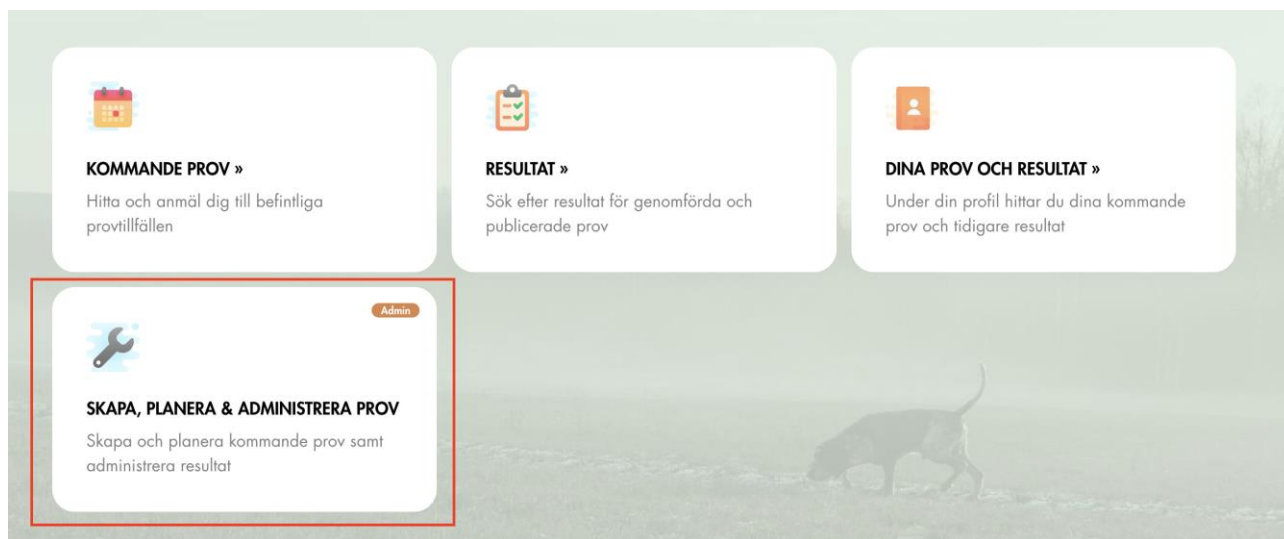 KOMMANDE PROV »
Hitta och anmäl dig till befintliga
provtillfällen
RESULTAT »
Sök efter resultat för genomförda och
publicerade prov
DINA PROV OCH RESULTAT »
Under din profil hittar du dina kommande
prov och tidigare resultat
Admin
SKAPA, PLANERA & ADMINISTRERA PROV
Skapa och planera kommande prov samt
administrera resultat